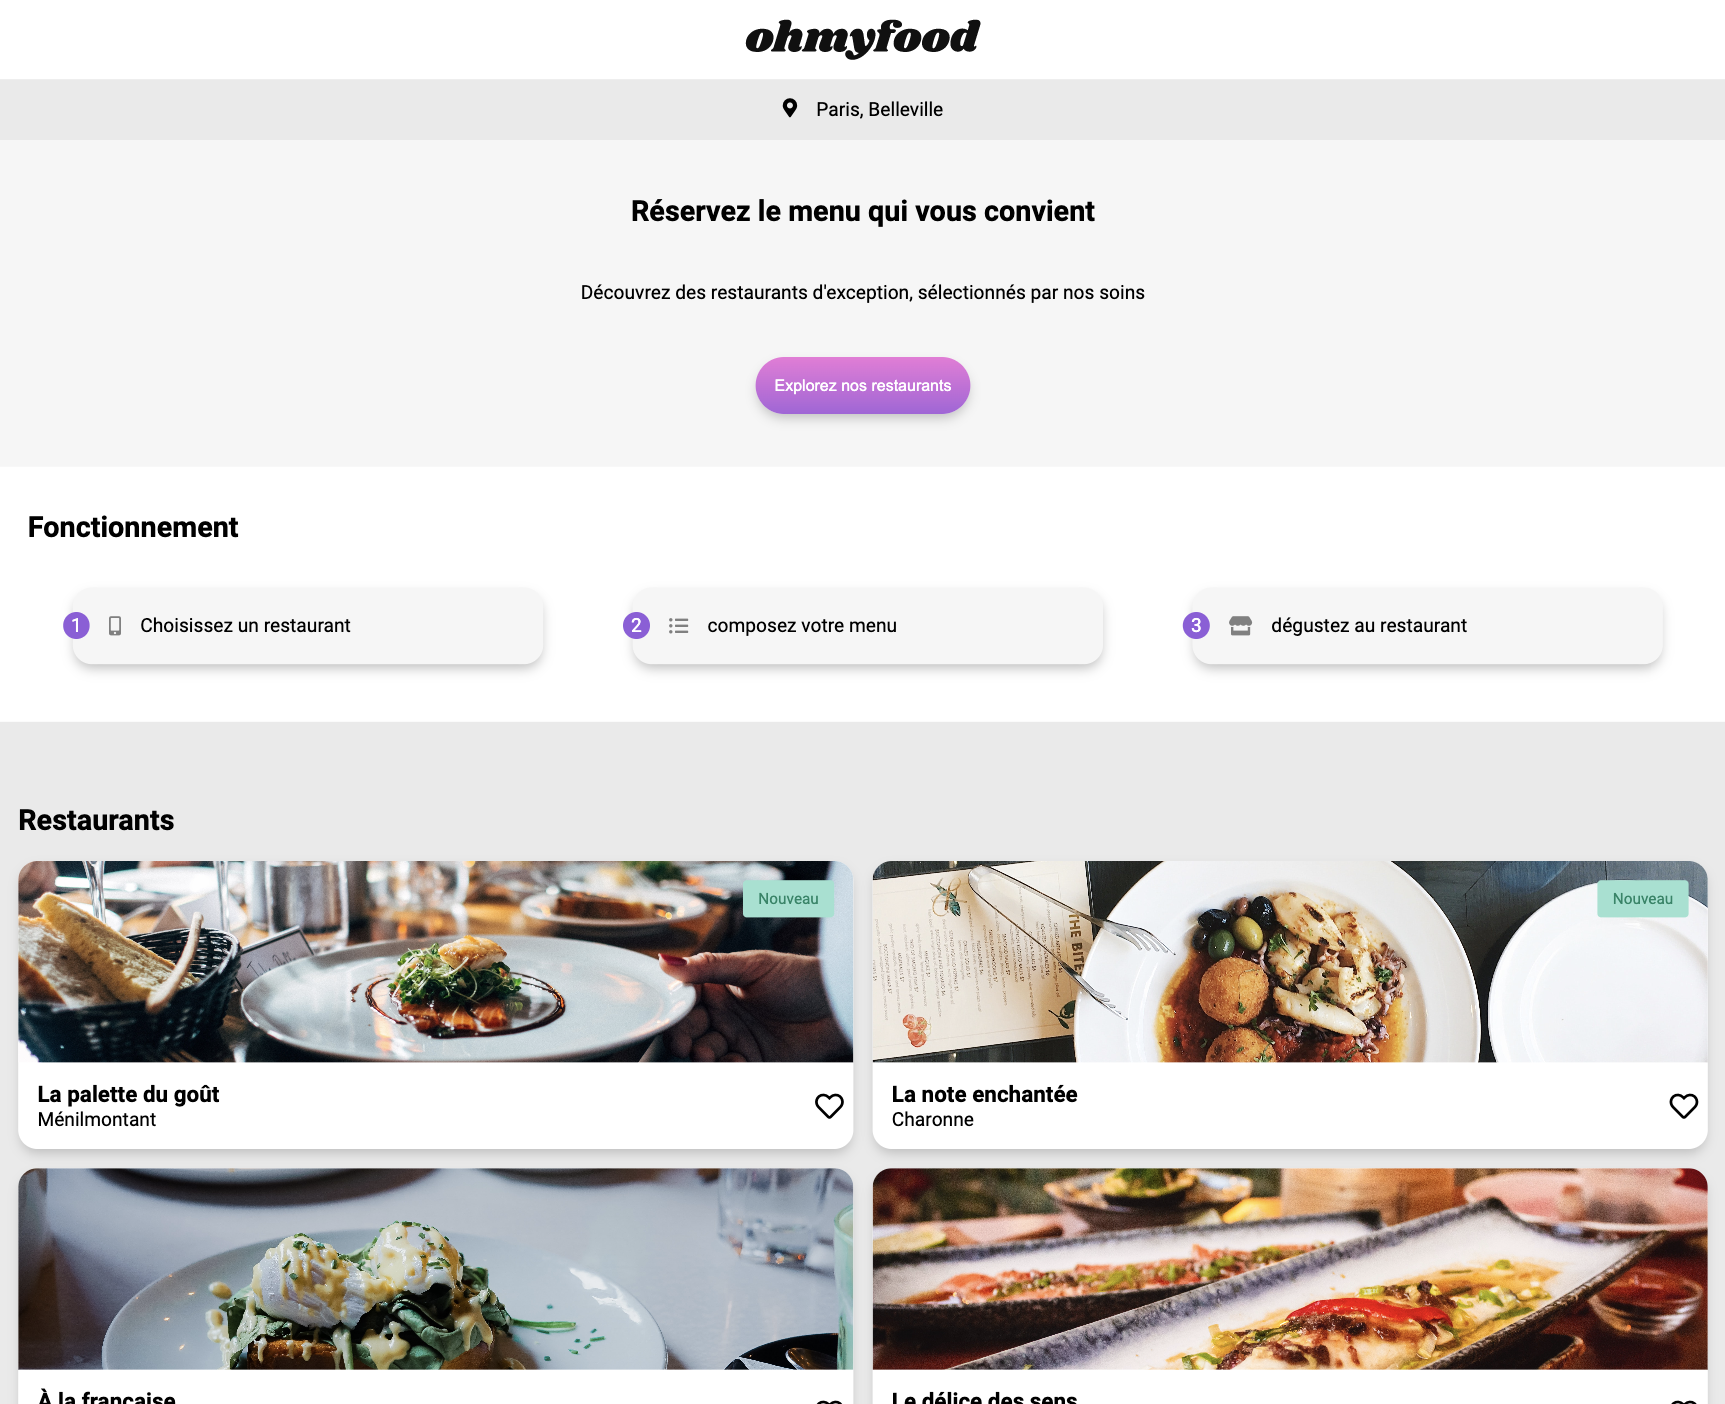 ohmyfood
Paris, Belleville
Réservez le menu qui vous convient
Découvrez des restaurants d'exception, sélectionnés par nos soins
Explorez nos restaurants
Fonctionnement
1 Choisissez un restaurant
2 composez votre menu
3 dégustez au restaurant
Restaurants
Nouveau
THE BITE
La palette du goût
Ménilmontant
Nouveau
La note enchantée
Charonne
À la française
Le délice des sens